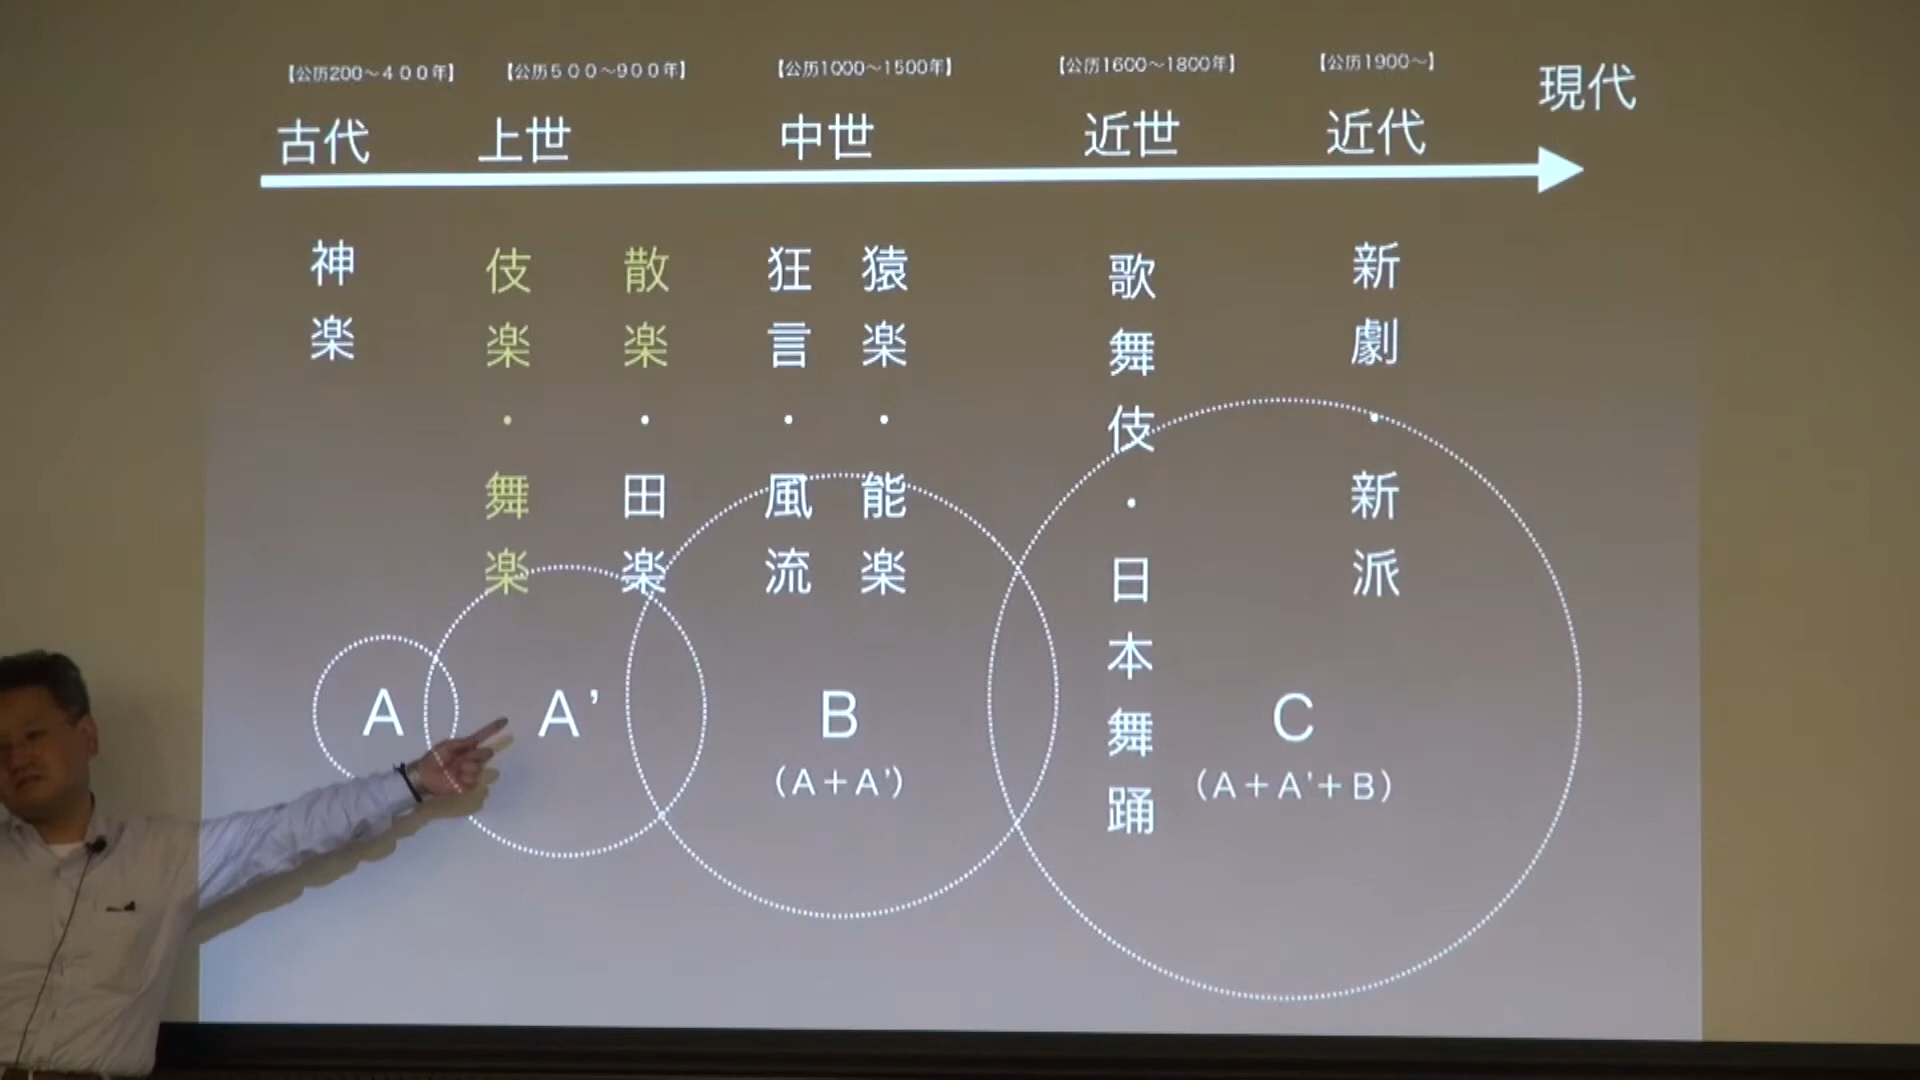 【公历200～４００年】
【公历５００～９００年】
【公历1000～1500年】
【公历1600～1800年】
【公历1900～】
古代
上世
中世
近世
近代
現代
神楽
伎楽・舞楽
散楽・田楽
狂言・風流
猿楽・能楽
歌舞伎・日本舞踊
新劇・新派
A
A’
B
(A＋A’)
C
(A＋A’＋B)